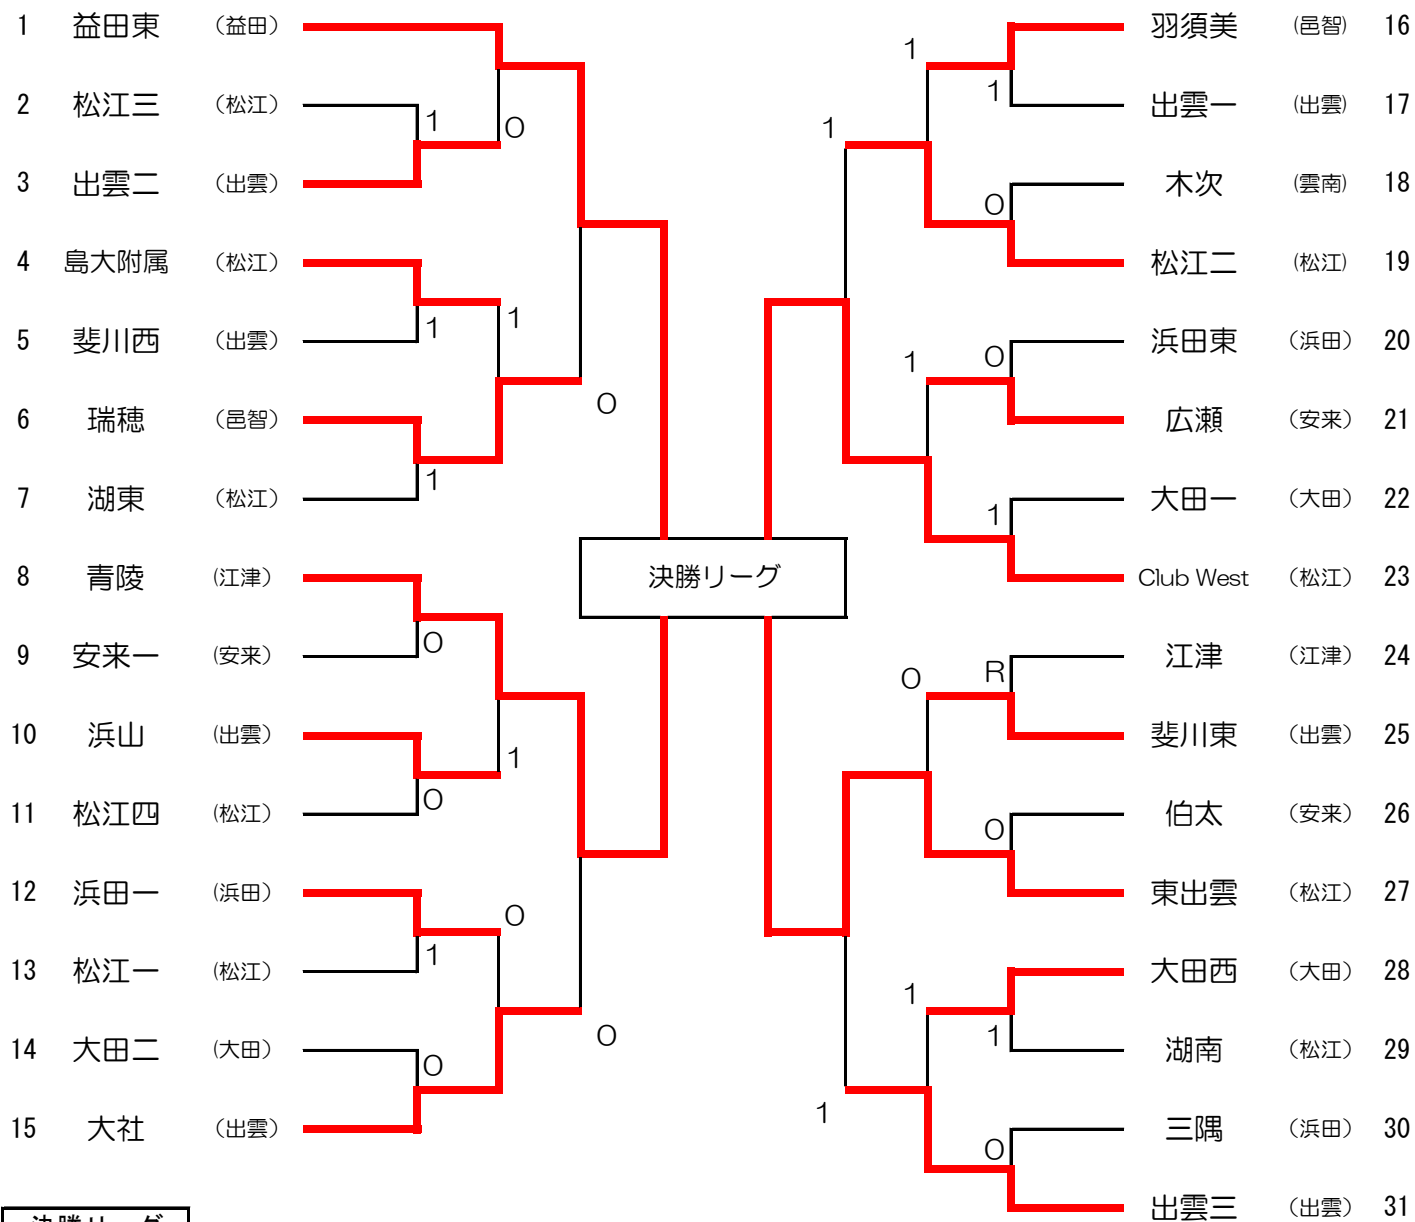 1 益田東 (益田)
2 松江三 (松江)
1
0
3 出雲二 (出雲)
4 島大附属 (松江)
1
1
5 斐川西 (出雲)
6 瑞穂 (邑智)
0
1
7 湖東 (松江)
8 青陵 (江津)
0
9 安来一 (安来)
10 浜山 (出雲)
1
0
11 松江四 (松江)
12 浜田一 (浜田)
0
1
13 松江一 (松江)
14 大田二 (大田)
0
0
15 大社 (出雲)
決勝リーグ
羽須美 (邑智) 16
1
1
出雲一 (出雲) 17
1
木次 (雲南) 18
0
松江二 (松江) 19
浜田東 (浜田) 20
1
0
広瀬 (安来) 21
大田一 (大田) 22
1
Club West (松江) 23
江津 (江津) 24
0
R
斐川東 (出雲) 25
伯太 (安来) 26
0
東出雲 (松江) 27
大田西 (大田) 28
1
1
湖南 (松江) 29
1
三隅 (浜田) 30
0
出雲三 (出雲) 31
決勝リーグ